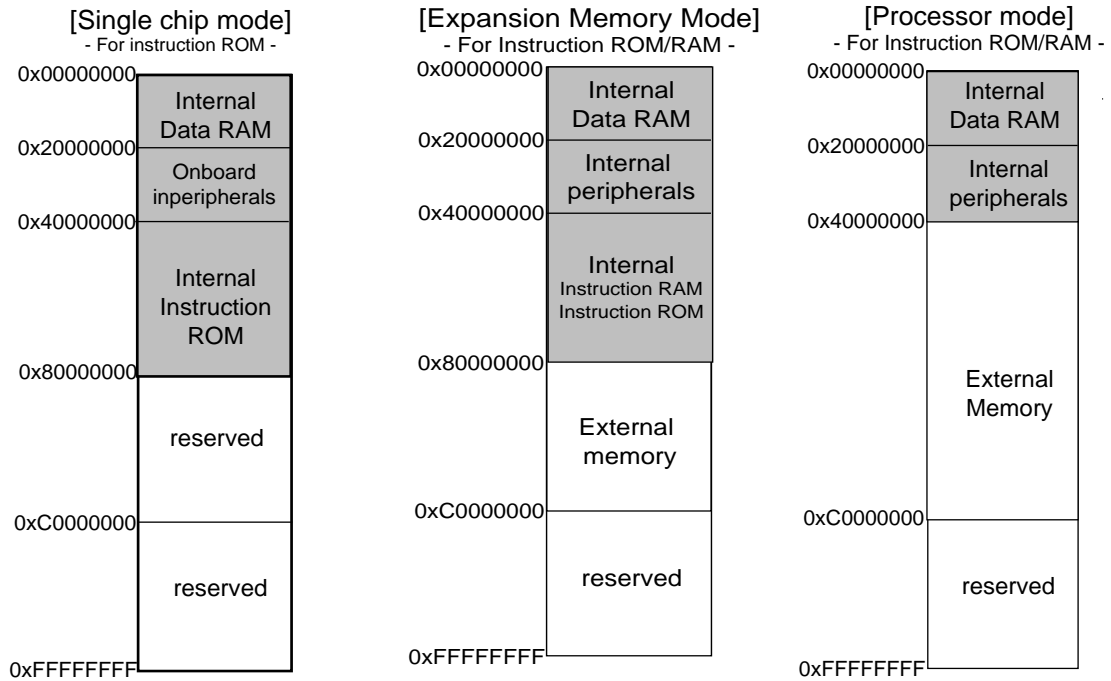 [Single chip mode]
- For instruction ROM -
0x00000000
Internal
Data RAM
0x20000000
Onboard
inperipherals
0x40000000
Internal
Instruction
ROM
0x80000000
reserved
0xC0000000
reserved
0xFFFFFFFF
[Expansion Memory Mode]
- For Instruction ROM/RAM -
0x00000000
Internal
Data RAM
0x20000000
Internal
peripherals
0x40000000
Internal
Instruction RAM
Instruction ROM
0x80000000
External
memory
0xC0000000
reserved
0xFFFFFFFF
[Processor mode]
- For Instruction ROM/RAM -
0x00000000
Internal
Data RAM
0x20000000
Internal
peripherals
0x40000000
External
Memory
0xC0000000
reserved
0xFFFFFFFF